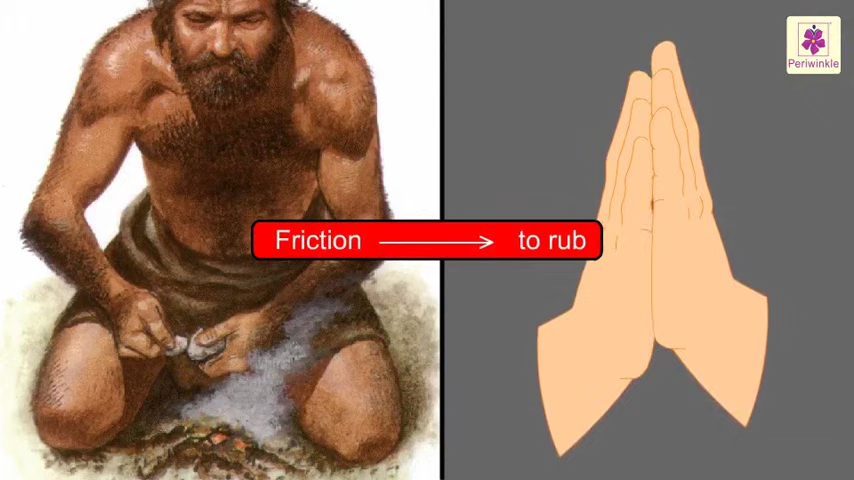 Periwinkle
Friction → to rub